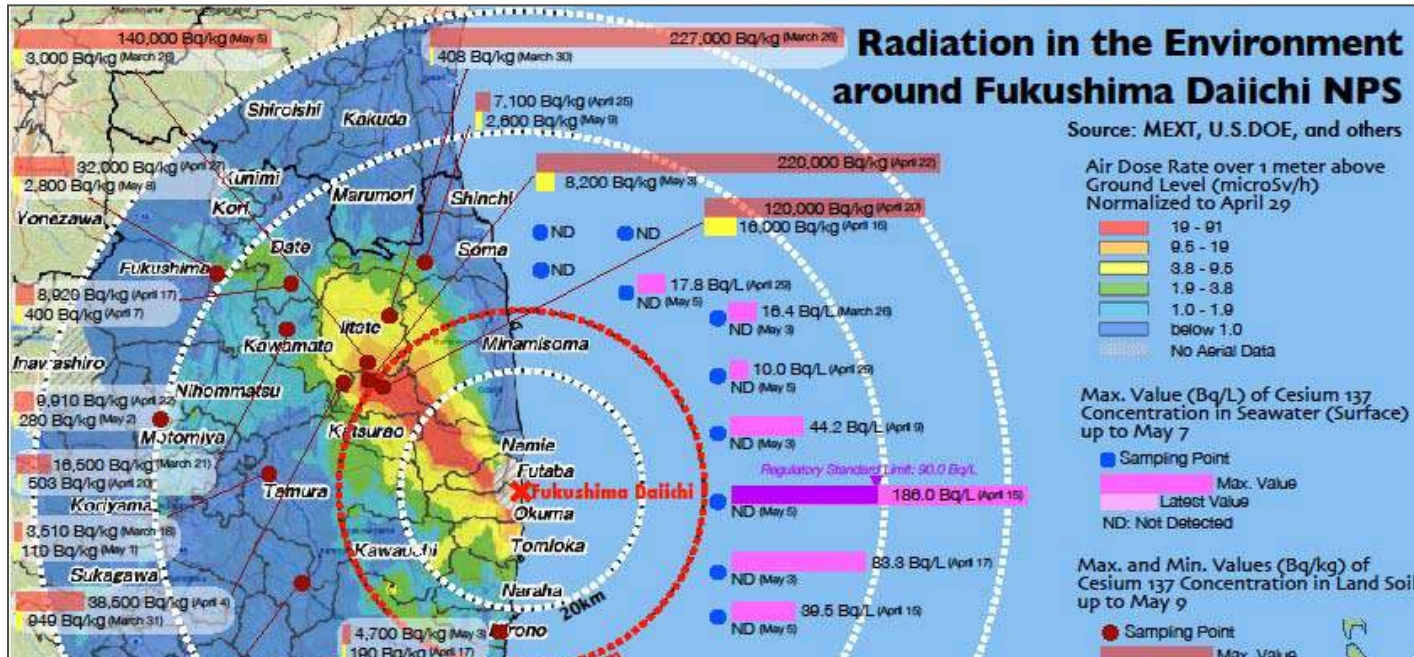 Radiation in the Environment
around Fukushima Daiichi NPS
Source: MEXT, U.S.DOE, and others
Air Dose Rate over 1 meter above
Ground Level (microSv/h)
Normalized to April 29
19 - 91
9.5 - 19
3.8 - 9.5
1.9 - 3.8
1.0 - 1.9
below 1.0
No Aerial Data
Max. Value (Bq/L) of Cesium 137
Concentration in Seawater (Surface)
up to May 7
Sampling Point
Max. Value
Latest Value
ND: Not Detected
Max. and Min. Values (Bq/kg) of
Cesium 137 Concentration in Land Soil
up to May 9
Sampling Point
Max. Value
140,000 Bq/kg (May 5)
3,000 Bq/kg (March 26)
227,000 Bq/kg (March 26)
408 Bq/kg (March 30)
7,100 Bq/kg (April 25)
2,600 Bq/kg (May 9)
32,000 Bq/kg (April 27)
2,800 Bq/kg (May 8)
220,000 Bq/kg (April 22)
8,200 Bq/kg (May 3)
120,000 Bq/kg (April 20)
16,000 Bq/kg (April 16)
8,920 Bq/kg (April 17)
400 Bq/kg (April 7)
9,910 Bq/kg (April 22)
280 Bq/kg (May 2)
16,500 Bq/kg (March 21)
503 Bq/kg (April 20)
3,510 Bq/kg (March 18)
110 Bq/kg (May 1)
38,500 Bq/kg (April 4)
949 Bq/kg (March 31)
4,700 Bq/kg (May 3)
190 Bq/kg (April 17)
Shiroishi
Kakuda
Kunimi
Marumori
Shinchi
Yonezawa
Kori
Date
Soma
Fukushima
Iitate
Kawamata
Minamisoma
Inawashiro
Nihommatsu
Motomiya
Katsurao
Namie
Futaba
Tamura
Fukushima Daiichi
Koriyama
Okuma
Kawauchi
Tomioka
Sukagawa
Naraha
20km
Hirono
ND
ND
ND
17.8 Bq/L (April 29)
ND (May 5)
16.4 Bq/L (March 26)
ND (May 3)
10.0 Bq/L (April 29)
ND (May 5)
44.2 Bq/L (April 9)
ND (May 3)
Regulatory Standard Limit: 90.0 Bq/L
186.0 Bq/L (April 15)
ND (May 5)
83.3 Bq/L (April 17)
ND (May 3)
39.5 Bq/L (April 15)
ND (May 5)